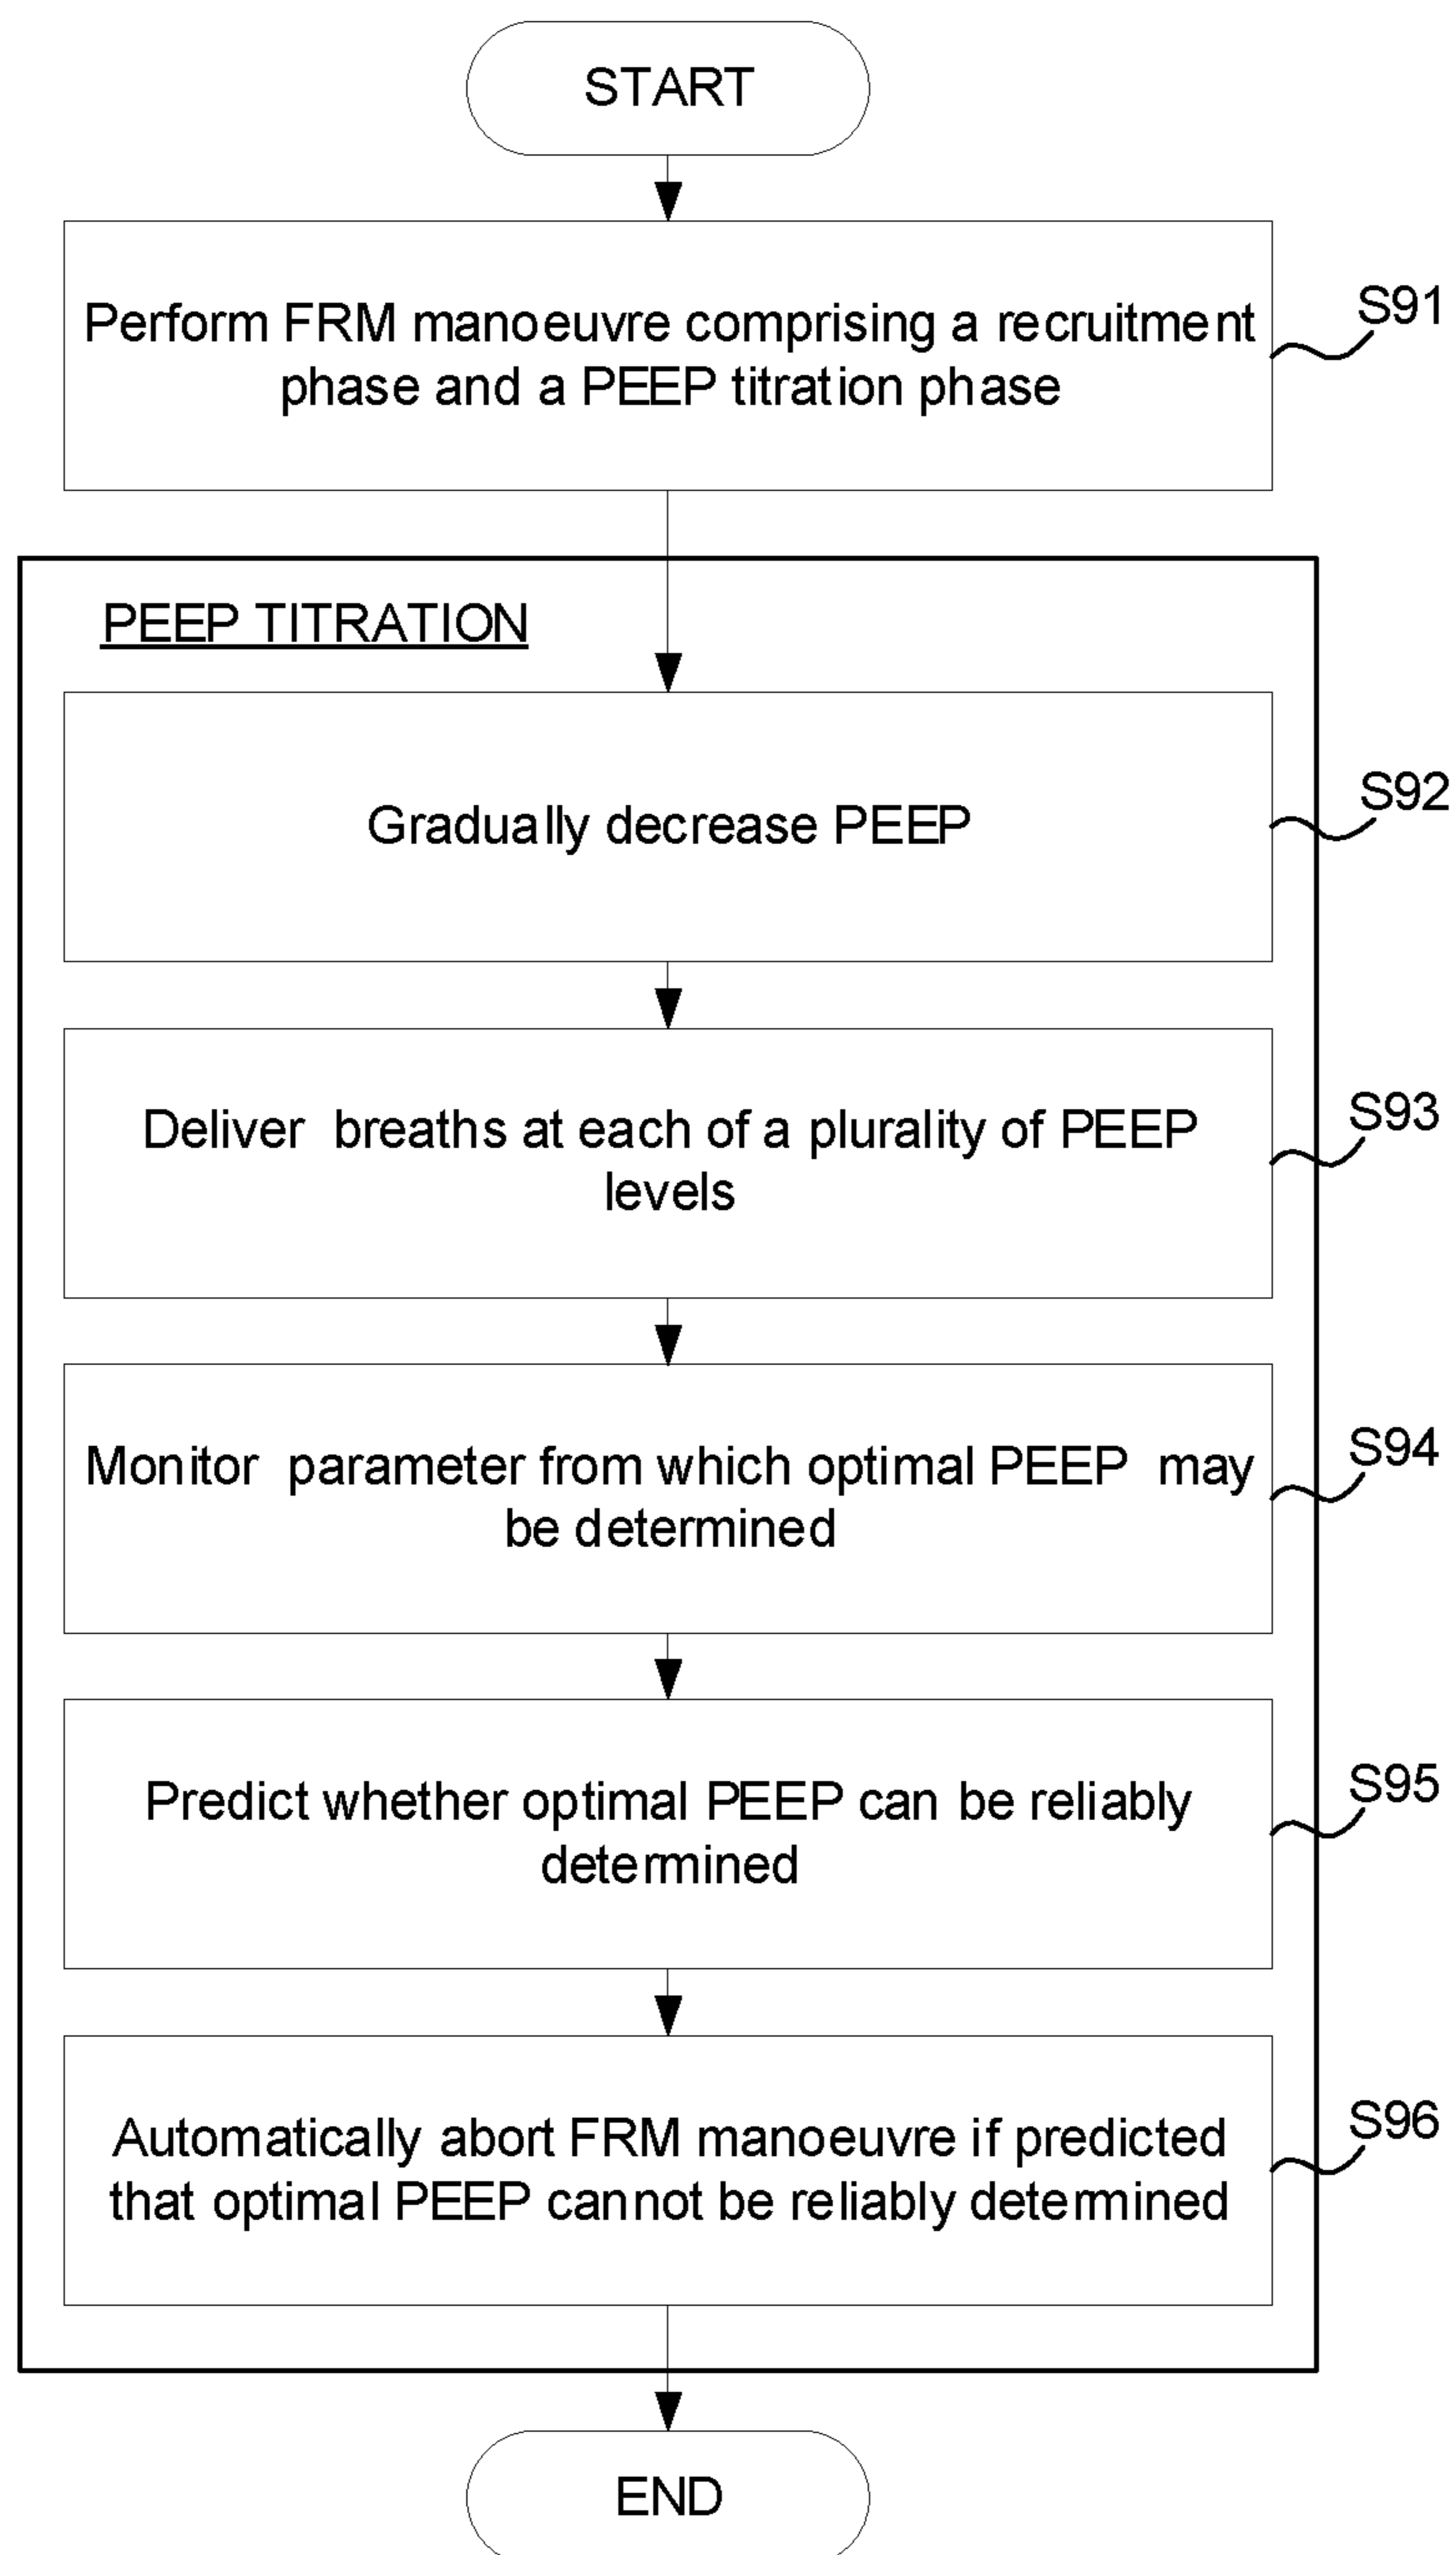 START
Perform FRM manoeuvre comprising a recruitment
phase and a PEEP titration phase
S91
PEEP TITRATION
Gradually decrease PEEP
S92
Deliver breaths at each of a plurality of PEEP
levels
S93
Monitor parameter from which optimal PEEP may
be determined
S94
Predict whether optimal PEEP can be reliably
determined
S95
Automatically abort FRM manoeuvre if predicted
that optimal PEEP cannot be reliably determined
S96
END